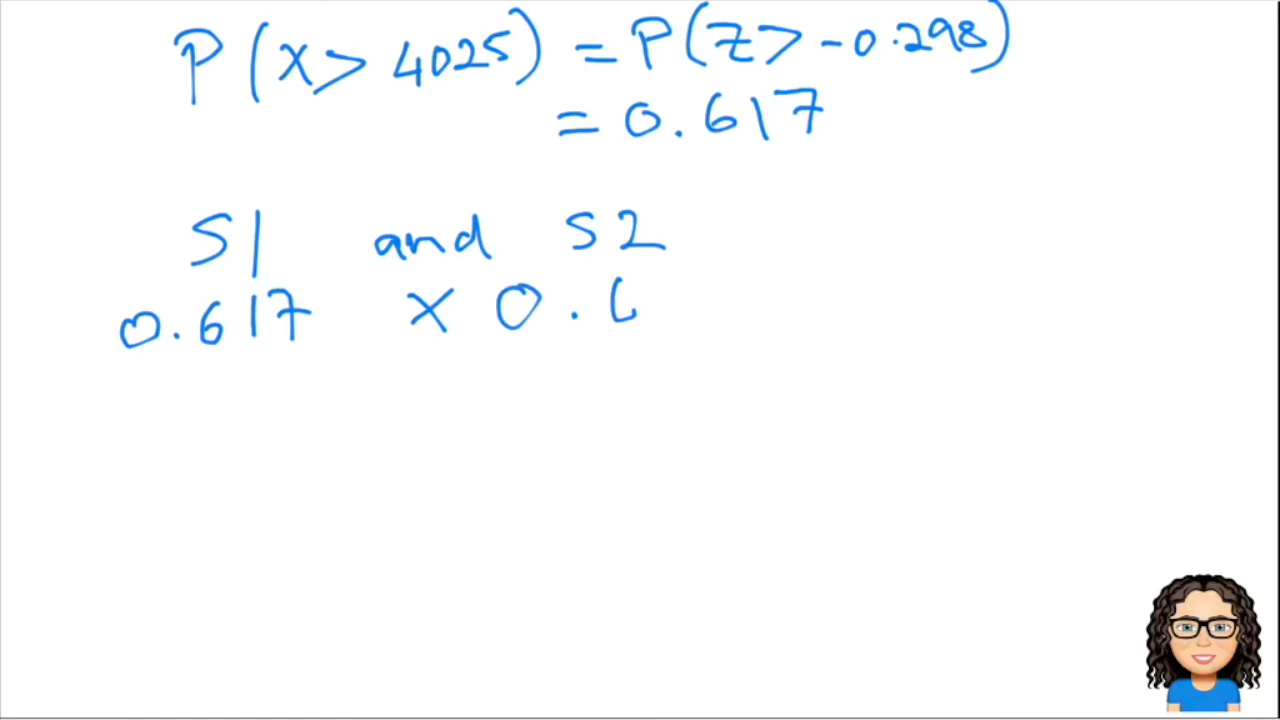 P(X > 4025) = P(Z > -0.298)
= 0.617
S1 and S2
0.617 × 0.6